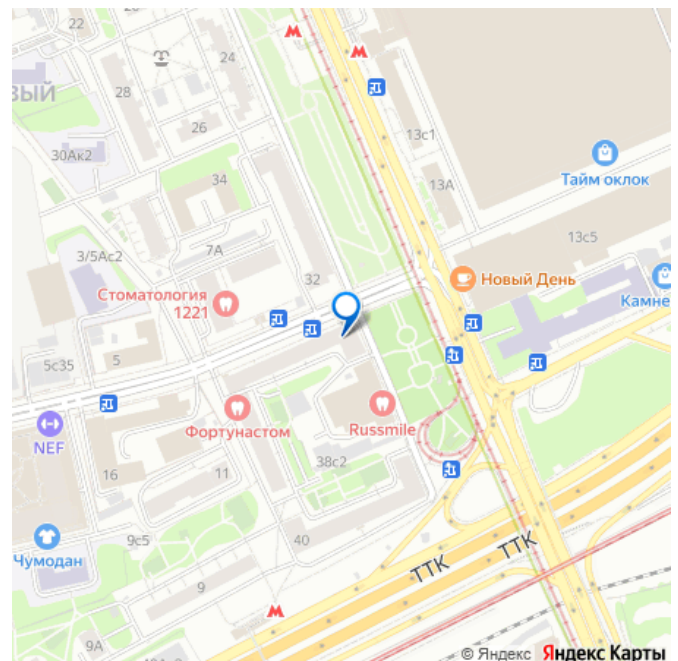 22
24
28
ВЫЙ
26
13с1
30Ак2
34
13А
Тайм оклок
7А
13с5
3/5Ас2
32
Новый День
Стоматология
1221
Камне
5
5с35
Russmile
NEF
Фортунастом
38с2
16
11
9с5
40
Чумодан
ТТК
ТТК
9
9А
© Яндекс Яндекс Карты